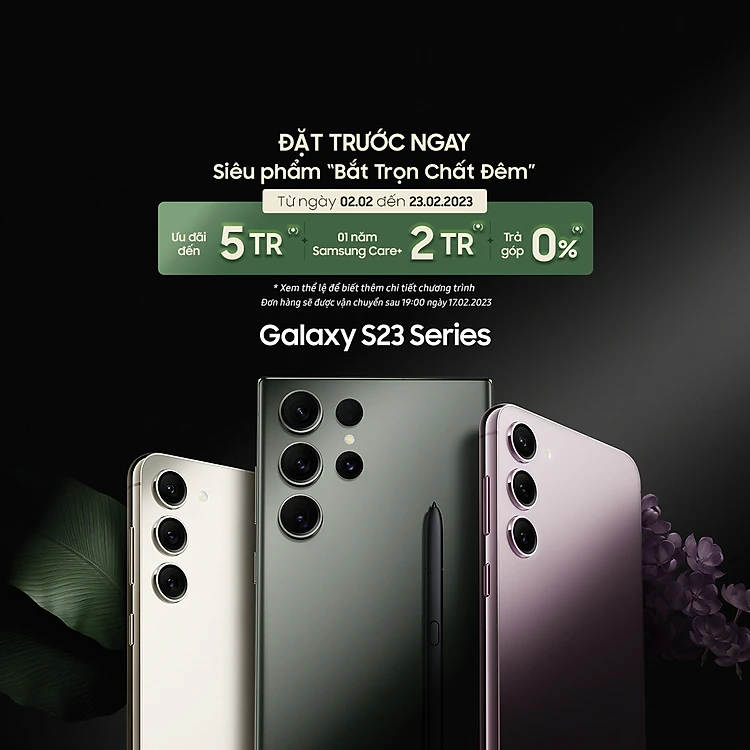 ĐẶT TRƯỚC NGAY
Siêu phẩm "Bắt Trọn Chất Đêm"
Từ ngày 02.02 đến 23.02.2023
Ưu đãi đến 5 TR (*)
01 năm Samsung Care+ 2 TR (*)
Trả góp 0% (*)
* Xem thể lệ để biết thêm chi tiết chương trình
Đơn hàng sẽ được vận chuyển sau 19:00 ngày 17.02.2023
Galaxy S23 Series